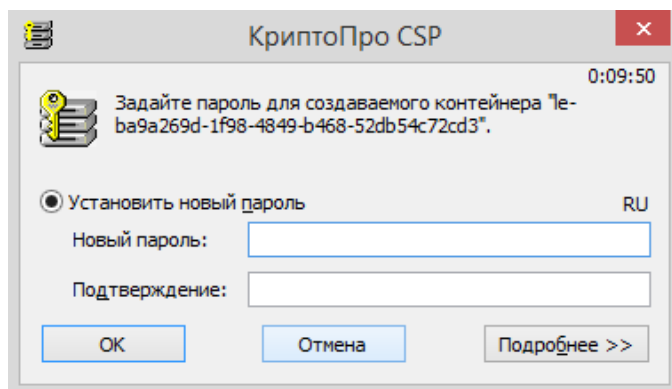 КриптоПро CSP
0:09:50
Задайте пароль для создаваемого контейнера "le-
ba9a269d-1f98-4849-b468-52db54c72cd3".
Установить новый пароль
RU
Новый пароль:
Подтверждение:
ОК
Отмена
Подробнее >>